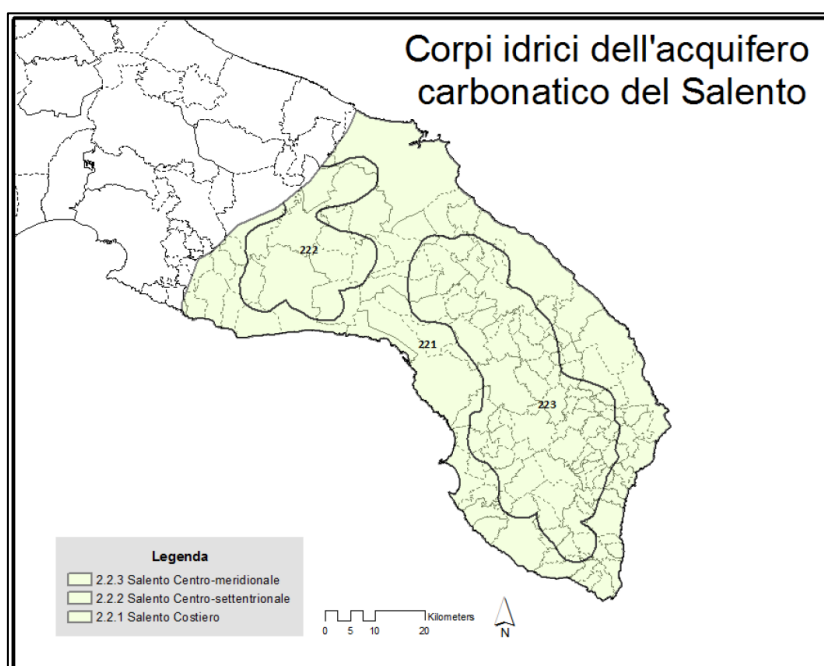 Corpi idrici dell'acquifero
carbonatico del Salento
222
221
223
Legenda
2.2.3 Salento Centro-meridionale
2.2.2 Salento Centro-settentrionale
2.2.1 Salento Costiero
Kilometers
0 5 10 20
N